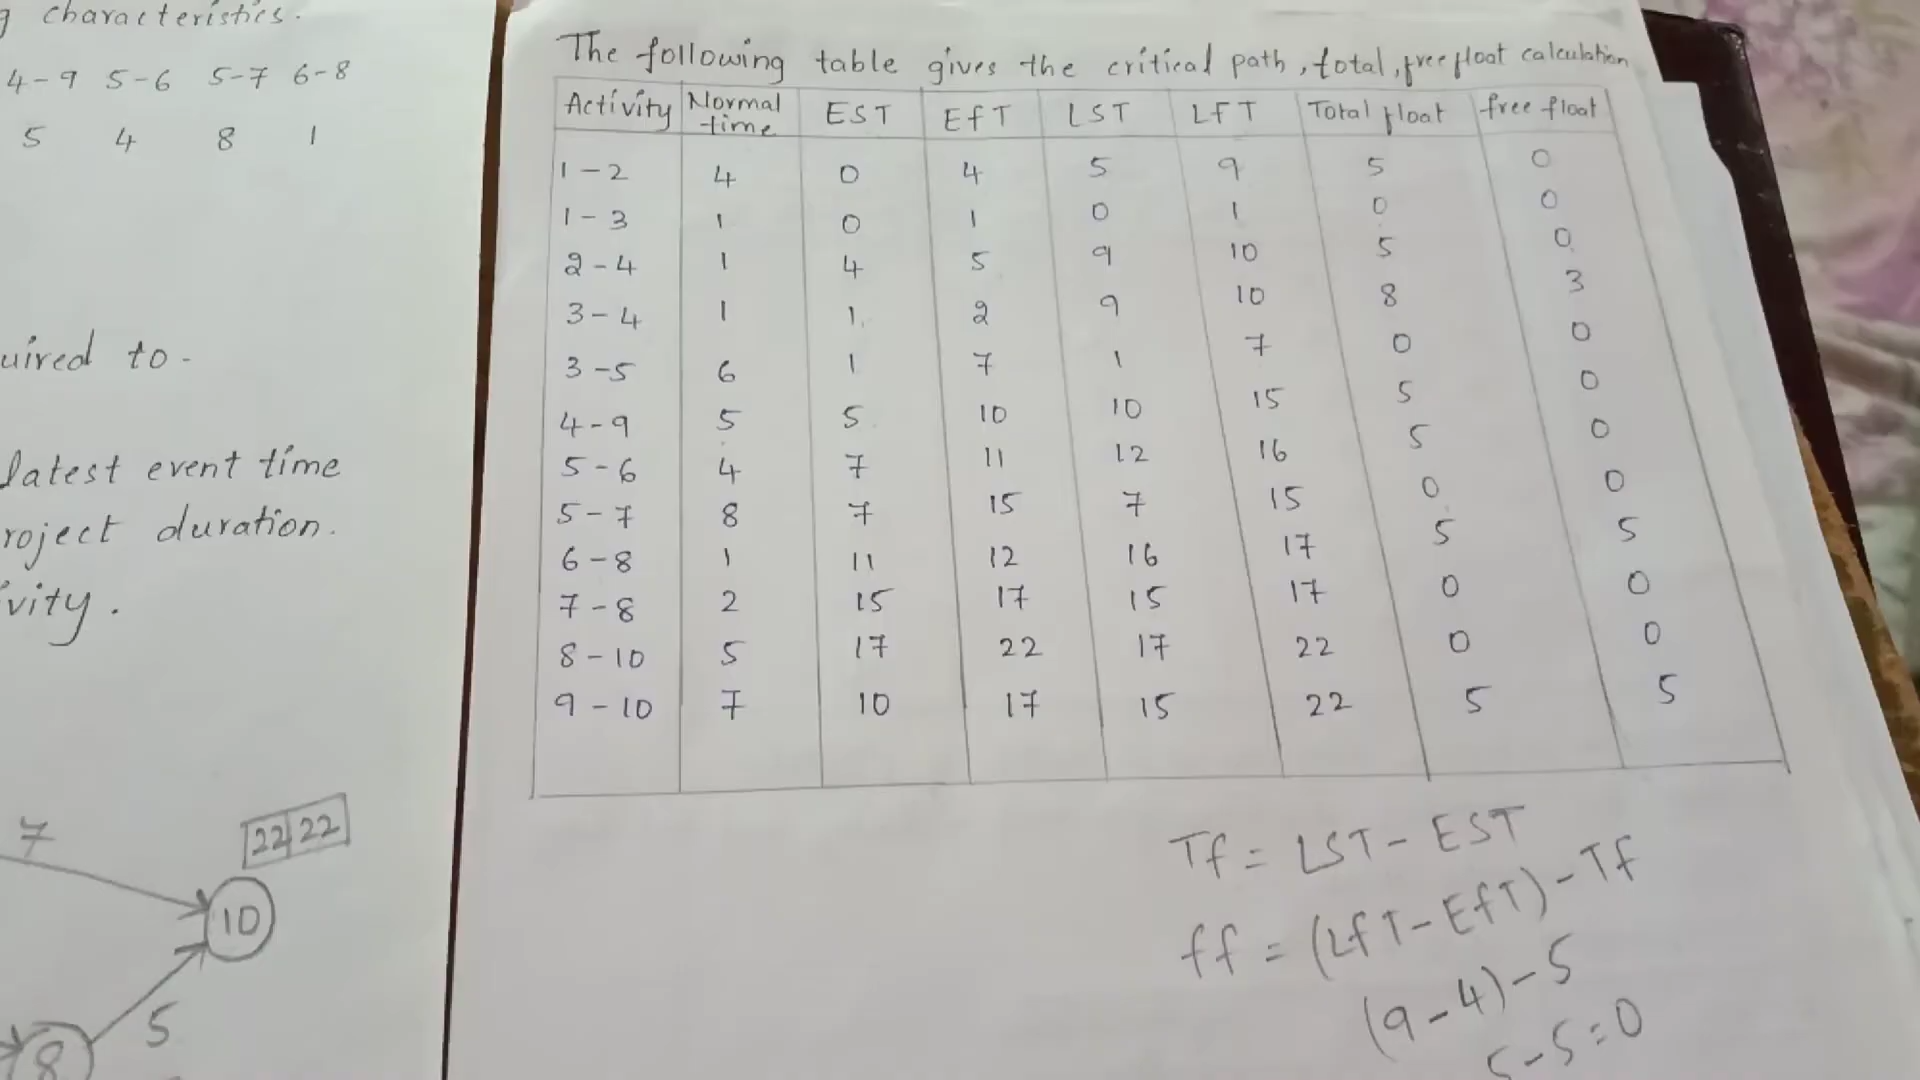 characteristics.
4-9 5-6 5-7 6-8
5 4 8 1
to -
latest event time
duration.
7
22 22
10
5
8
The following table gives the critical path, total, free float calculation
Activity Normal time EST EfT LST LFT Total float free float
1-2 4 0 4 5 9 5 0
1-3 1 0 1 0 1 0 0
2-4 1 4 5 9 10 5 0
3-4 1 1 2 9 10 8 3
3-5 6 1 7 1 7 0 0
4-9 5 5 10 10 15 5 0
5-6 4 7 11 12 16 5 0
5-7 8 7 15 7 15 0 0
6-8 1 11 12 16 17 5 5
7-8 2 15 17 15 17 0 0
8-10 5 17 22 17 22 0 0
9-10 7 10 17 15 22 5 5
Tf = LST - EST
ff = (LfT - EfT) - Tf
(9-4) - 5
5-5=0